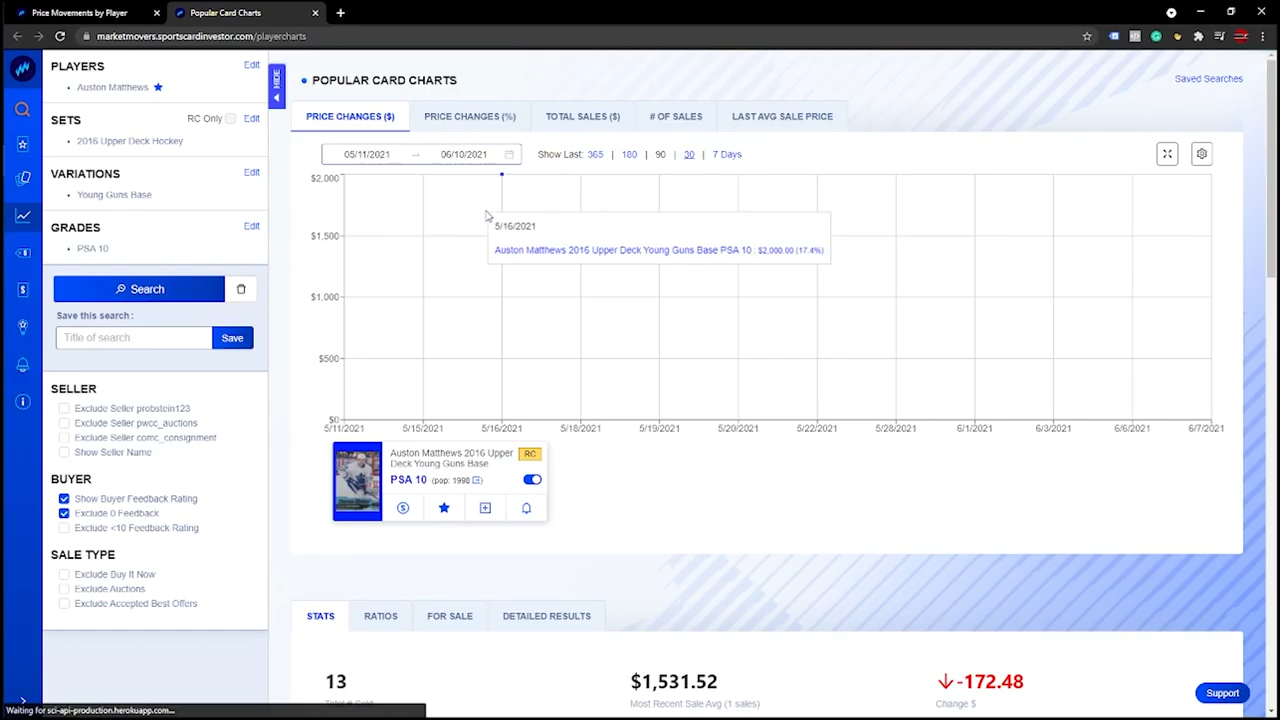 Price Movements by Player
Popular Card Charts
marketmovers.sportscardinvestor.com/playercharts
PLAYERS
Edit
Auston Matthews
SETS
RC Only
Edit
2016 Upper Deck Hockey
VARIATIONS
Edit
Young Guns Base
GRADES
Edit
PSA 10
Search
Save this search :
Title of search
Save
SELLER
Exclude Seller probstein123
Exclude Seller pwcc_auctions
Exclude Seller comc_consignment
Show Seller Name
BUYER
Show Buyer Feedback Rating
Exclude 0 Feedback
Exclude <10 Feedback Rating
SALE TYPE
Exclude Buy It Now
Exclude Auctions
Exclude Accepted Best Offers
Waiting for sci-api-production.herokuapp.com...
HIDE
POPULAR CARD CHARTS
Saved Searches
PRICE CHANGES ($)
PRICE CHANGES (%)
TOTAL SALES ($)
# OF SALES
LAST AVG SALE PRICE
05/11/2021 → 06/10/2021
Show Last: 365 | 180 | 90 | 30 | 7 Days
$2,000
$1,500
$1,000
$500
$0
5/16/2021
Auston Matthews 2016 Upper Deck Young Guns Base PSA 10 : $2,000.00 (17.4%)
5/11/2021 5/15/2021 5/16/2021 5/18/2021 5/19/2021 5/20/2021 5/22/2021 5/28/2021 6/1/2021 6/3/2021 6/6/2021 6/7/2021
Auston Matthews 2016 Upper
Deck Young Guns Base
RC
PSA 10 (pop: 1998)
STATS
RATIOS
FOR SALE
DETAILED RESULTS
13
$1,531.52
-172.48
Total # Sold
Most Recent Sale Avg (1 sales)
Change $
Support